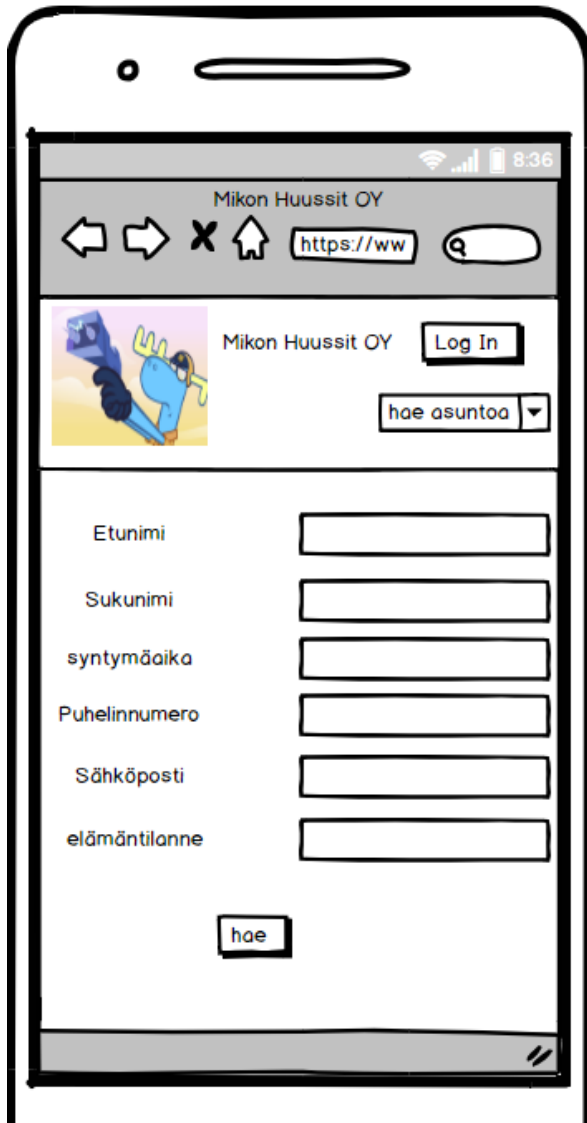 8:36
Mikon Huussit OY
https://ww
Mikon Huussit OY
Log In
hae asuntoa
Etunimi
Sukunimi
syntymäaika
Puhelinnumero
Sähköposti
elämäntilanne
hae